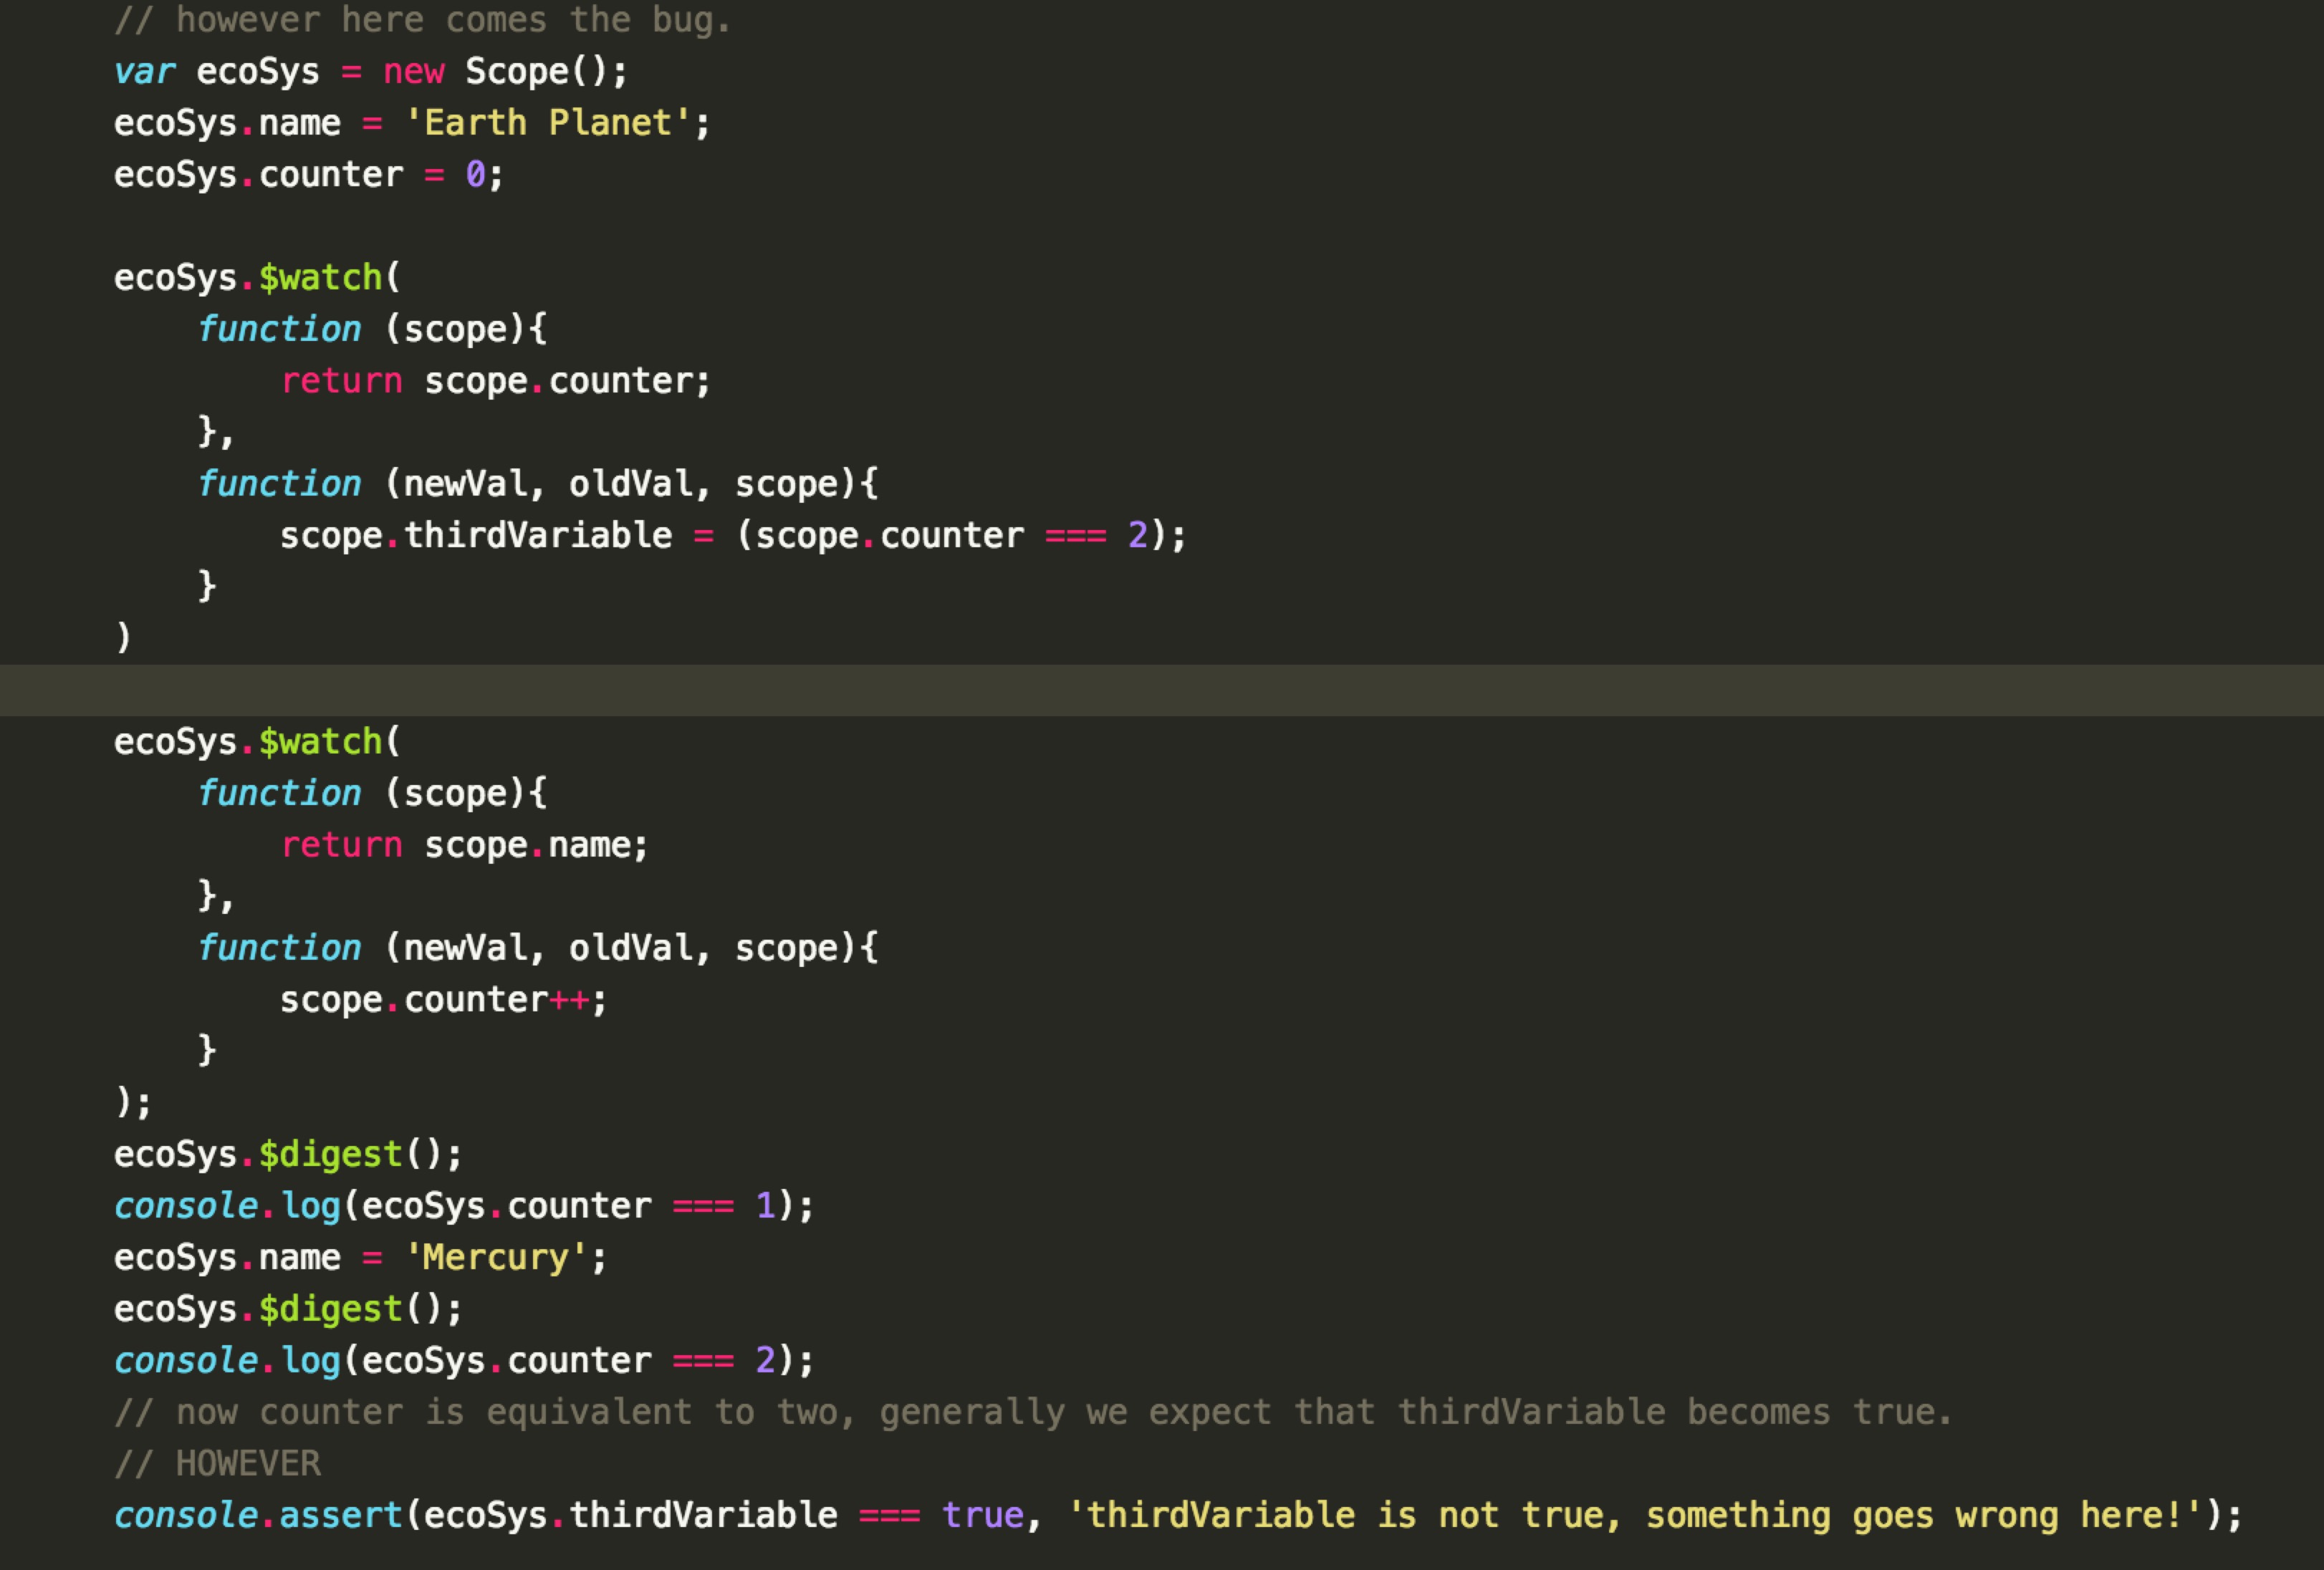 // however here comes the bug.
var ecoSys = new Scope();
ecoSys.name = 'Earth Planet';
ecoSys.counter = 0;
ecoSys.$watch(
    function (scope){
        return scope.counter;
    },
    function (newVal, oldVal, scope){
        scope.thirdVariable = (scope.counter === 2);
    }
)
ecoSys.$watch(
    function (scope){
        return scope.name;
    },
    function (newVal, oldVal, scope){
        scope.counter++;
    }
);
ecoSys.$digest();
console.log(ecoSys.counter === 1);
ecoSys.name = 'Mercury';
ecoSys.$digest();
console.log(ecoSys.counter === 2);
// now counter is equivalent to two, generally we expect that thirdVariable becomes true.
// HOWEVER
console.assert(ecoSys.thirdVariable === true, 'thirdVariable is not true, something goes wrong here!');